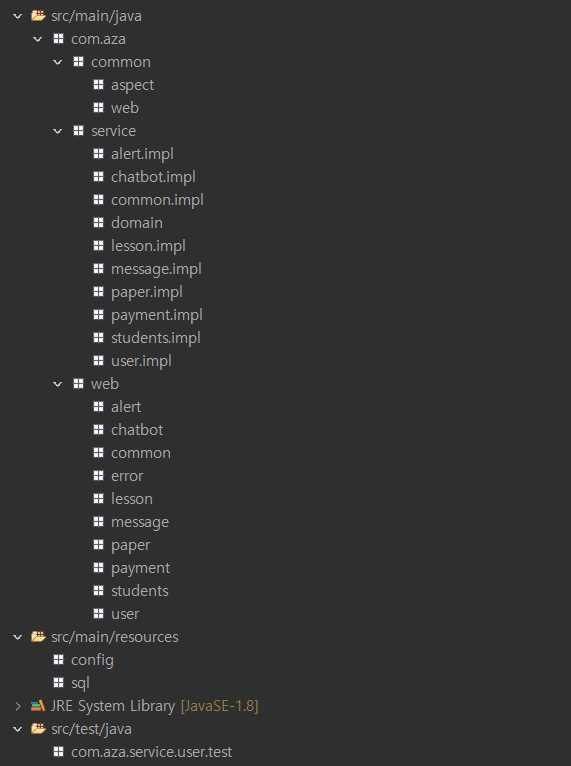 src/main/java
com.aza
common
aspect
web
service
alert.impl
chatbot.impl
common.impl
domain
lesson.impl
message.impl
paper.impl
payment.impl
students.impl
user.impl
web
alert
chatbot
common
error
lesson
message
paper
payment
students
user
src/main/resources
config
sql
JRE System Library [JavaSE-1.8]
src/test/java
com.aza.service.user.test